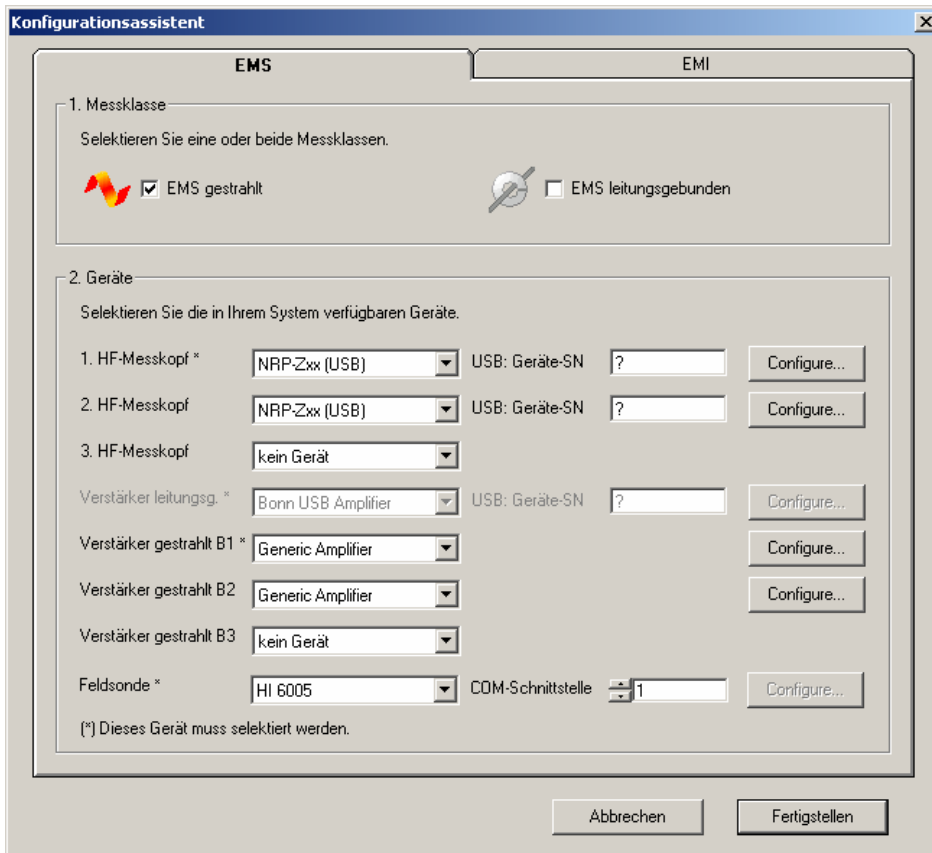 Konfigurationsassistent
EMS
EMI
1. Messklasse
Selektieren Sie eine oder beide Messklassen.
EMS gestrahlt
EMS leitungsgebunden
2. Geräte
Selektieren Sie die in Ihrem System verfügbaren Geräte.
1. HF-Messkopf * NRP-Zxx (USB) USB: Geräte-SN ? Configure...
2. HF-Messkopf NRP-Zxx (USB) USB: Geräte-SN ? Configure...
3. HF-Messkopf kein Gerät
Verstärker leitungsg. * Bonn USB Amplifier USB: Geräte-SN ? Configure...
Verstärker gestrahlt B1 * Generic Amplifier Configure...
Verstärker gestrahlt B2 Generic Amplifier Configure...
Verstärker gestrahlt B3 kein Gerät
Feldsonde * HI 6005 COM-Schnittstelle 1 Configure...
(*) Dieses Gerät muss selektiert werden.
Abbrechen Fertigstellen